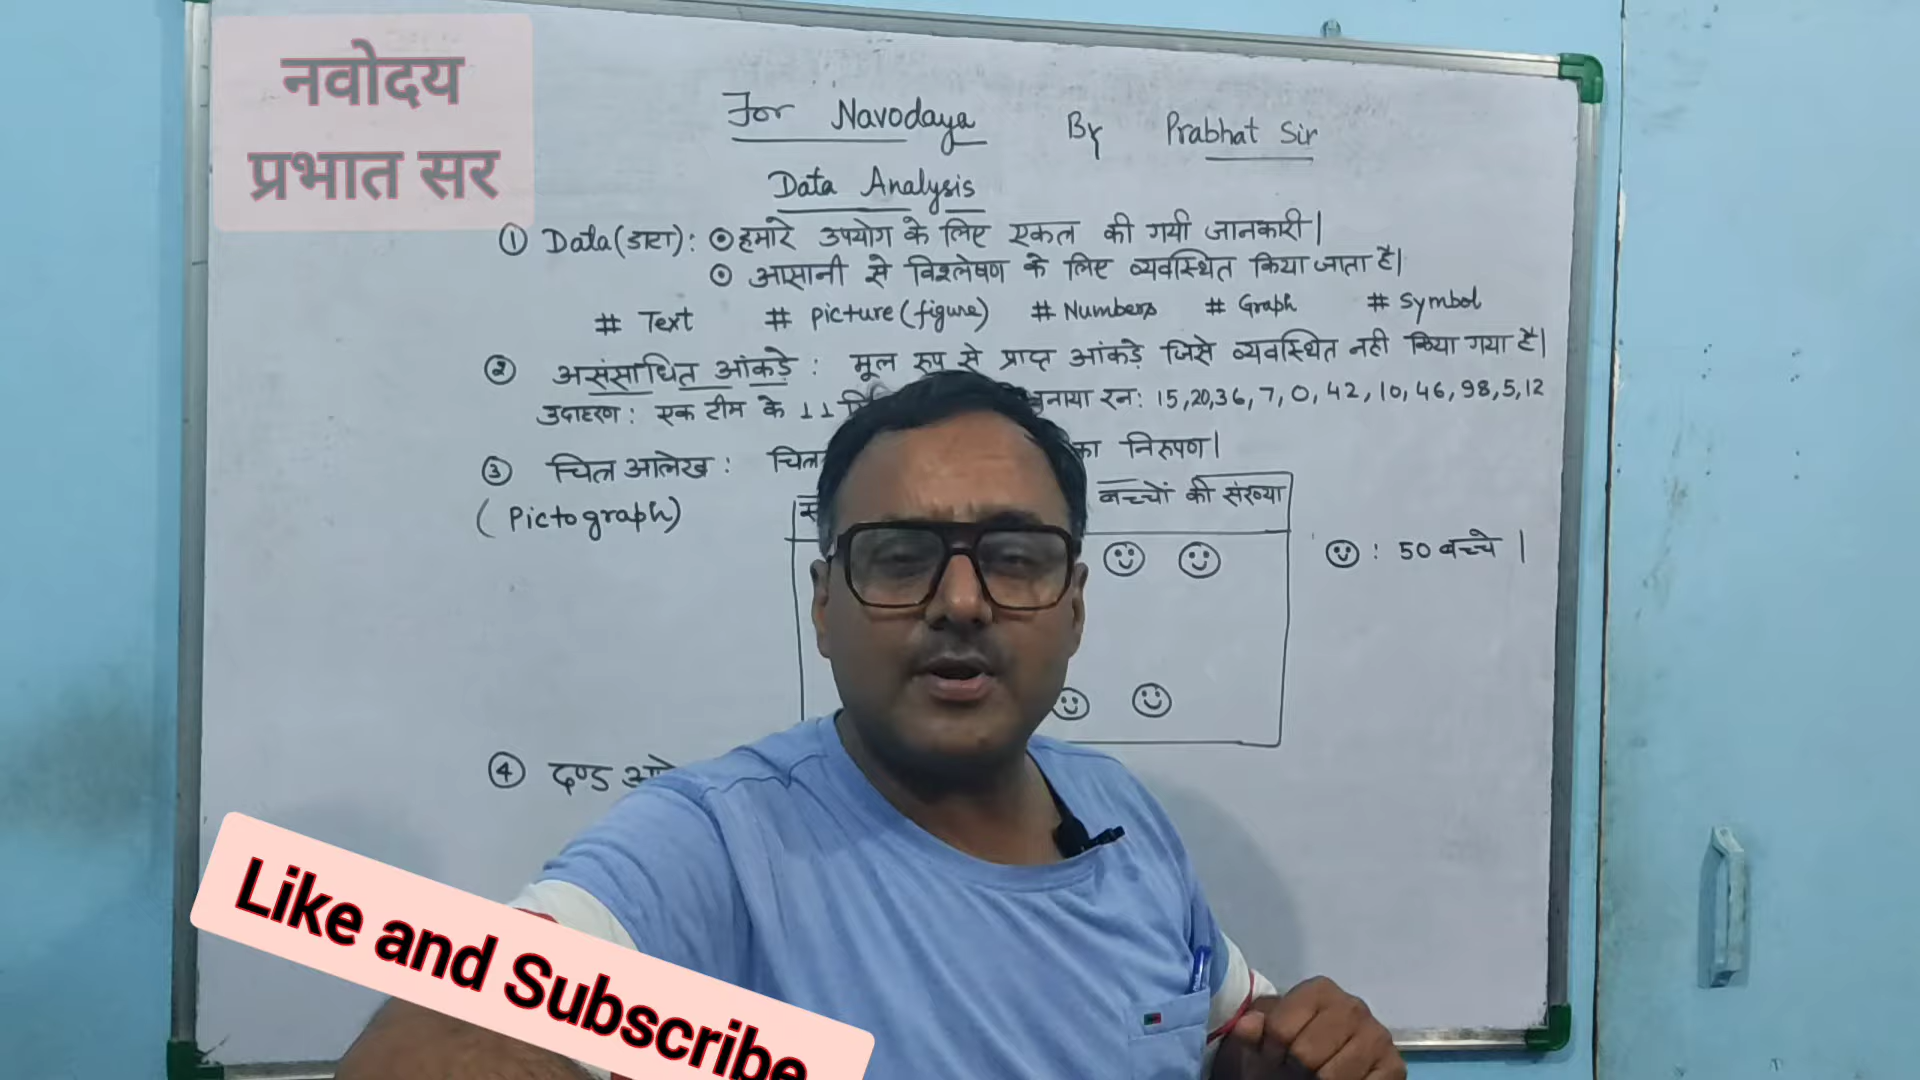 नवोदय
प्रभात सर
For Navodaya By Prabhat Sir
Data Analysis
① Data(डाटा): ⊙ हमारे उपयोग के लिए एकत्र की गयी जानकारी|
⊙ आसानी से विश्लेषण के लिए व्यवस्थित किया जाता है|
# Text # picture(figure) # Numbers # Graph # Symbol
② असंसाधित आंकड़े : मूल रूप से प्राप्त आंकड़े जिसे व्यवस्थित नही किया गया है|
उदाहरण: एक टीम के 11 बनाया रन: 15,20,36,7,0,42,10,46,98,5,12
③ चित्र आलेख : का निरुपण|
(Pictograph) बच्चों की संख्या
: 50 बच्चे |
④ दण्ड
Like and Subscribe